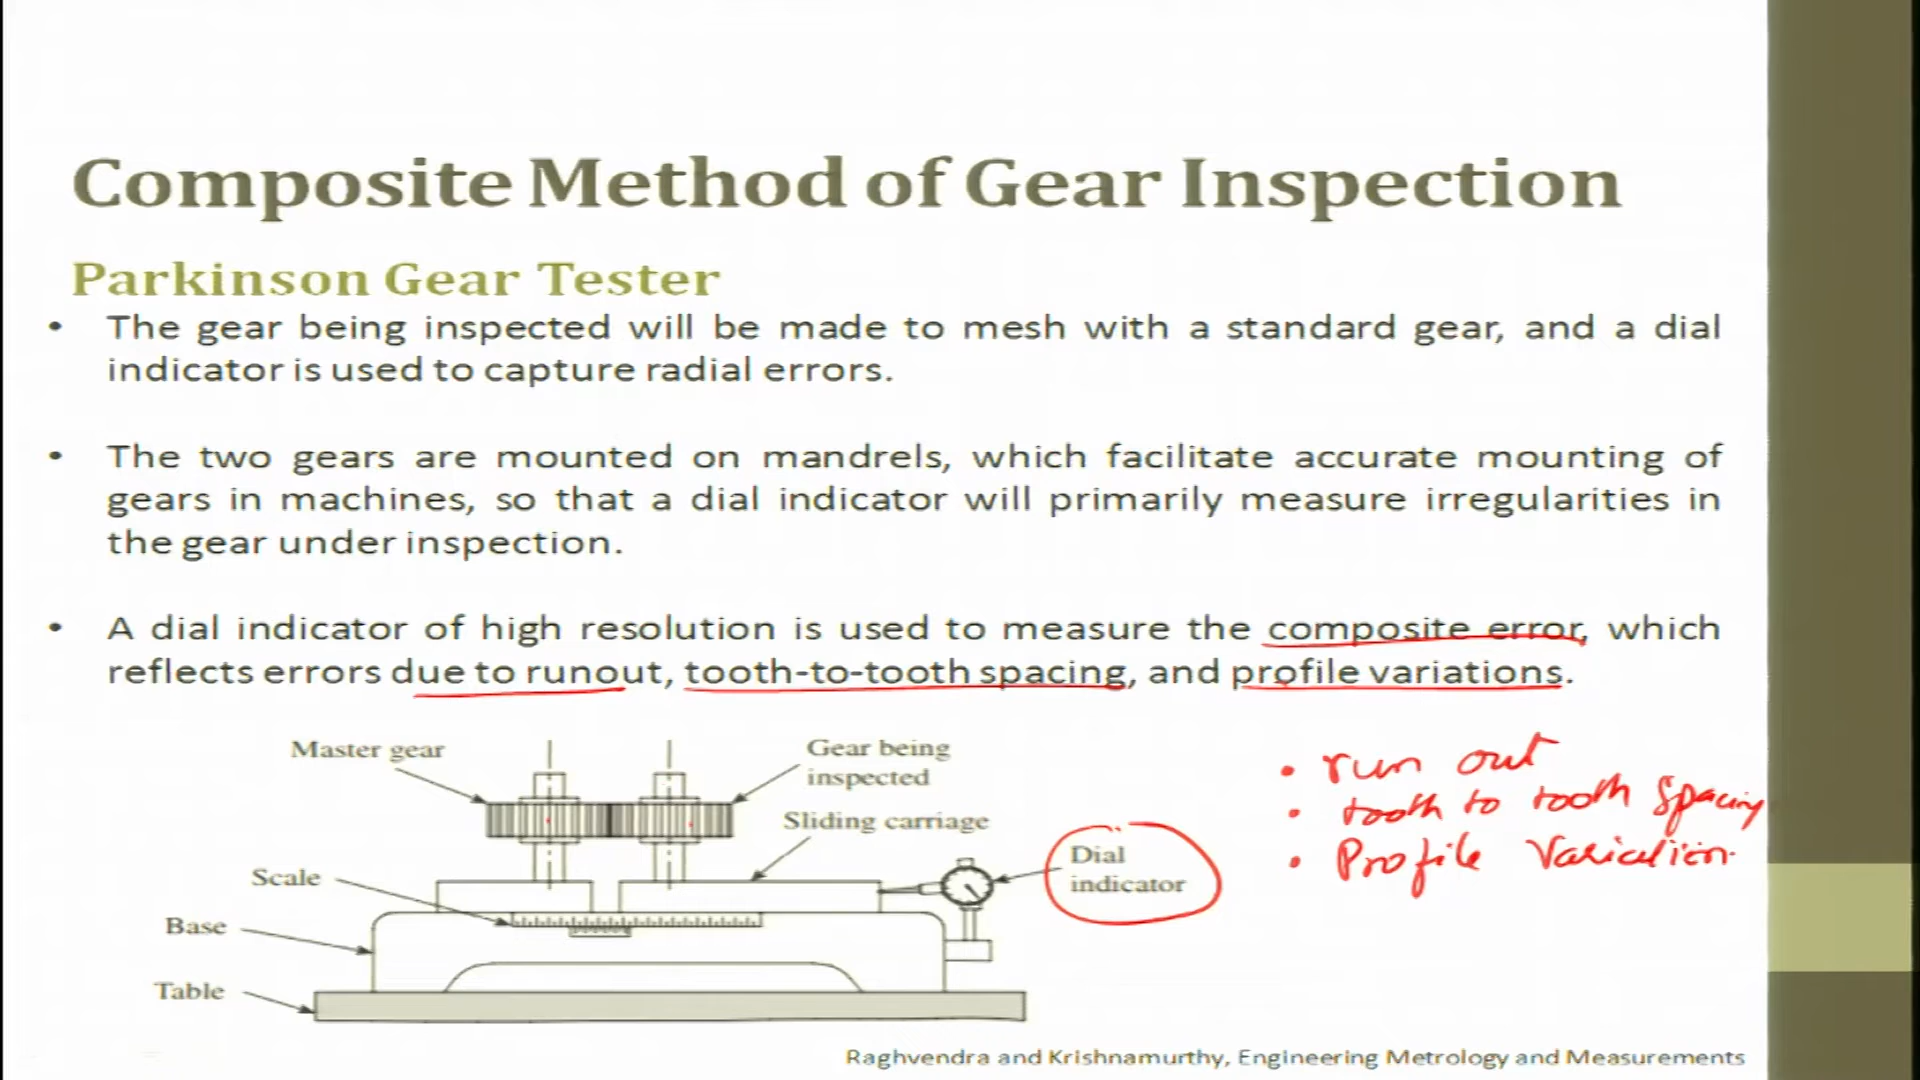 Composite Method of Gear Inspection
Parkinson Gear Tester
• The gear being inspected will be made to mesh with a standard gear, and a dial
indicator is used to capture radial errors.
• The two gears are mounted on mandrels, which facilitate accurate mounting of
gears in machines, so that a dial indicator will primarily measure irregularities in
the gear under inspection.
• A dial indicator of high resolution is used to measure the composite error, which
reflects errors due to runout, tooth-to-tooth spacing, and profile variations.
Master gear
Gear being
inspected
Sliding carriage
Dial
indicator
Scale
Base
Table
• run out
• tooth to tooth spacing
• Profile Variation.
Raghvendra and Krishnamurthy, Engineering Metrology and Measurements